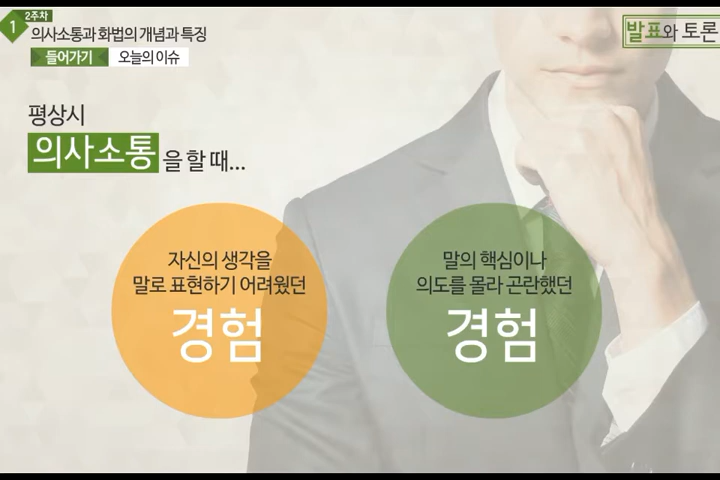 2주차
1
의사소통과 화법의 개념과 특징
들어가기 오늘의 이슈
발표와 토론
평상시
의사소통을 할 때...
자신의 생각을
말로 표현하기 어려웠던
경험
말의 핵심이나
의도를 몰라 곤란했던
경험